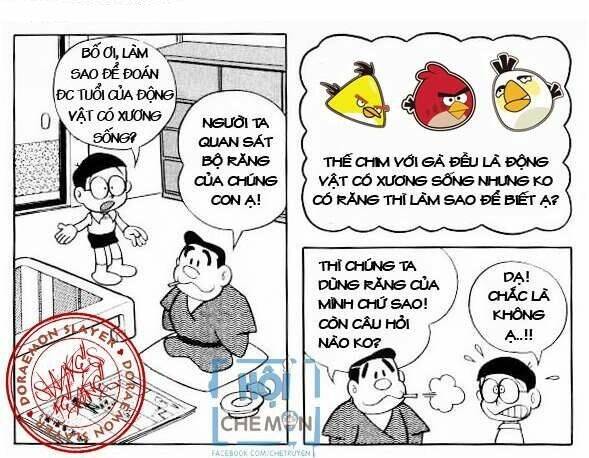 BỐ ƠI, LÀM
SAO ĐỂ ĐOÁN
ĐC TUỔI CỦA ĐỘNG
VẬT CÓ XƯƠNG
SỐNG?
NGƯỜI TA
QUAN SÁT
BỘ RĂNG
CỦA CHÚNG
CON Ạ!
THẾ CHIM VỚI GÀ ĐỀU LÀ ĐỘNG
VẬT CÓ XƯƠNG SỐNG NHƯNG KO
CÓ RĂNG THÌ LÀM SAO ĐỂ BIẾT Ạ?
THÌ CHÚNG TA
DÙNG RĂNG CỦA
MÌNH CHỨ SAO!
CÒN CÂU HỎI
NÀO KO?
DẠ!
CHẮC LÀ
KHÔNG
Ạ..!!
DORAEMON SLAYER
DORAEMON SLAYER
HỘI
CHẾ MÔN
FACEBOOK.COM/CHETRUYEN